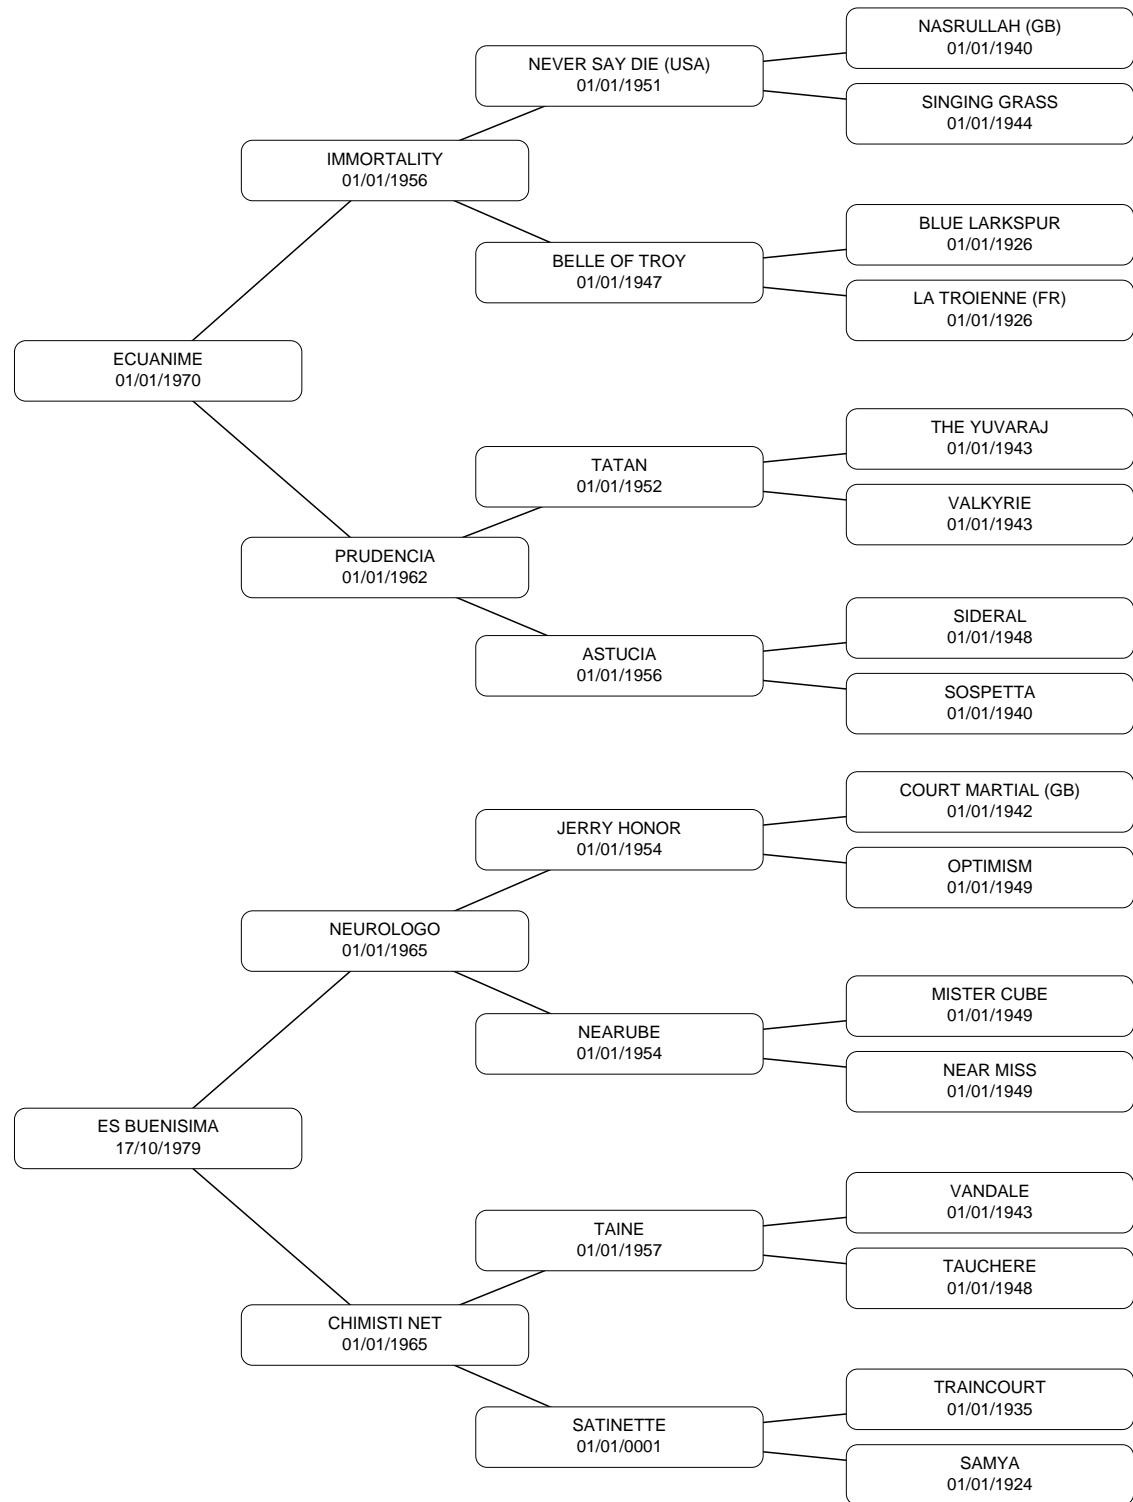 NASRULLAH (GB)
01/01/1940
NEVER SAY DIE (USA)
01/01/1951
SINGING GRASS
01/01/1944
IMMORTALITY
01/01/1956
BLUE LARKSPUR
01/01/1926
BELLE OF TROY
01/01/1947
LA TROIENNE (FR)
01/01/1926
ECUANIME
01/01/1970
THE YUVARAJ
01/01/1943
TATAN
01/01/1952
VALKYRIE
01/01/1943
PRUDENCIA
01/01/1962
SIDERAL
01/01/1948
ASTUCIA
01/01/1956
SOSPETTA
01/01/1940
COURT MARTIAL (GB)
01/01/1942
JERRY HONOR
01/01/1954
OPTIMISM
01/01/1949
NEUROLOGO
01/01/1965
MISTER CUBE
01/01/1949
NEARUBE
01/01/1954
NEAR MISS
01/01/1949
ES BUENISIMA
17/10/1979
VANDALE
01/01/1943
TAINE
01/01/1957
TAUCHERE
01/01/1948
CHIMISTI NET
01/01/1965
TRAINCOURT
01/01/1935
SATINETTE
01/01/0001
SAMYA
01/01/1924